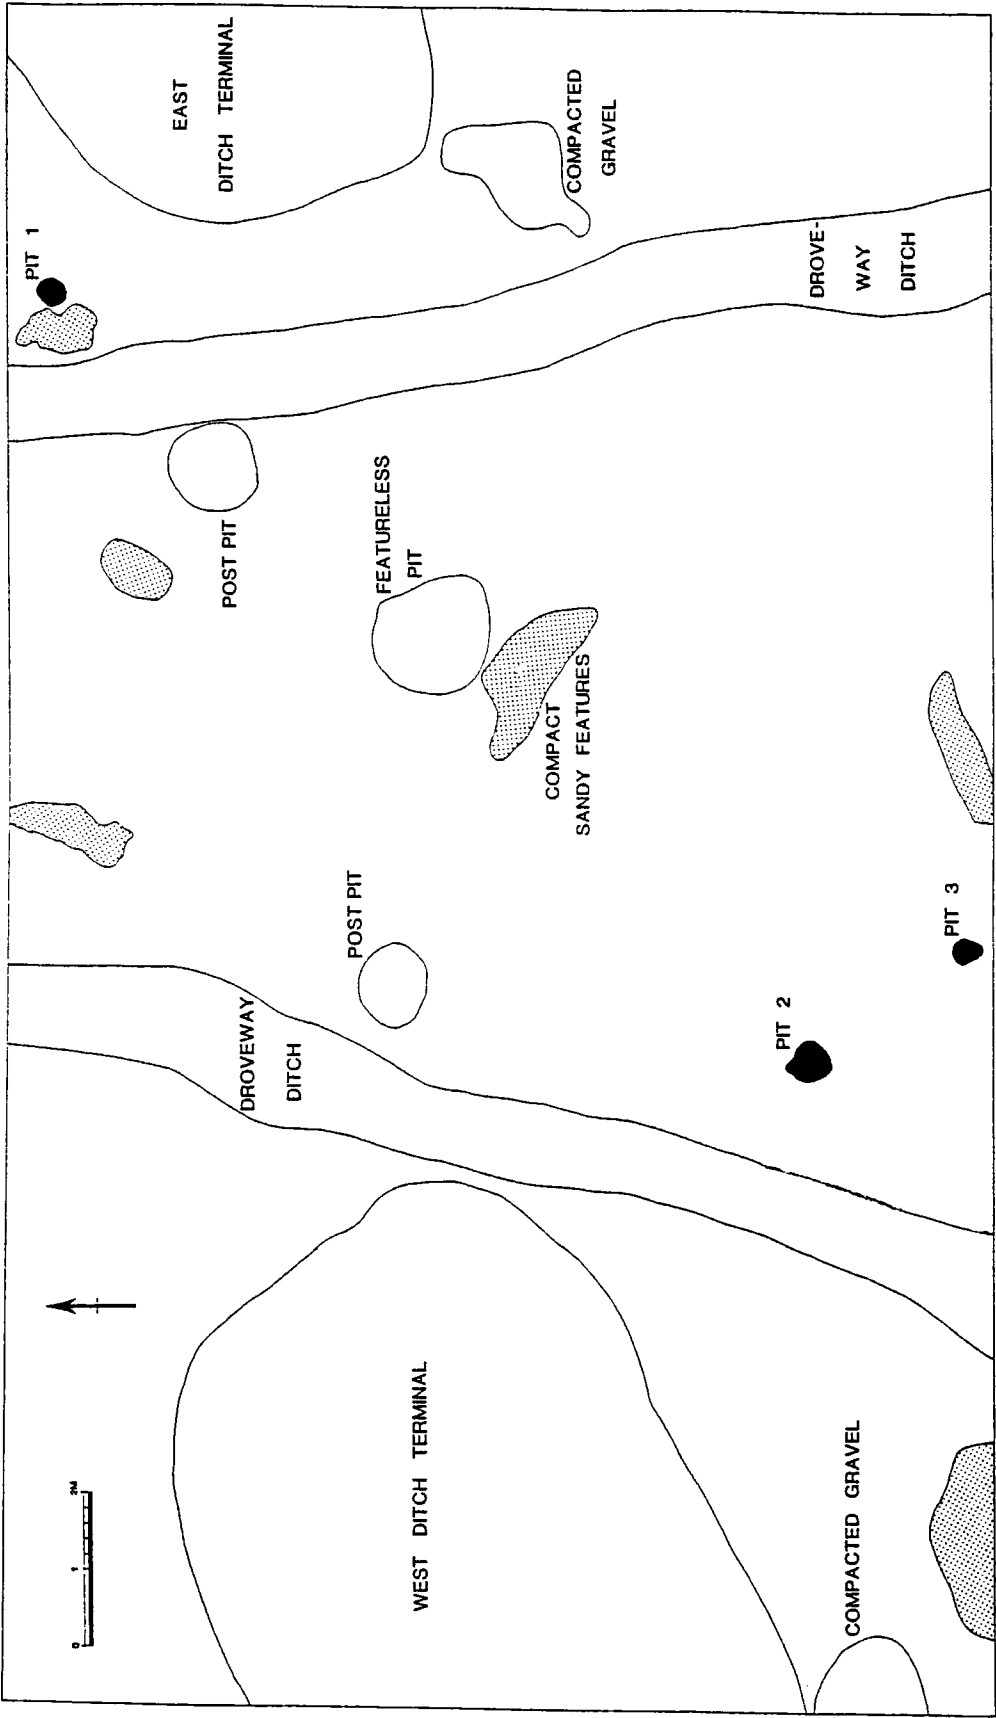 EAST
DITCH TERMINAL
PIT 1
COMPACTED
GRAVEL
DROVE-
WAY
DITCH
POST PIT
FEATURELESS
PIT
COMPACT
SANDY FEATURES
POST PIT
PIT 3
PIT 2
DROVEWAY
DITCH
WEST DITCH TERMINAL
COMPACTED GRAVEL
0 1 2M